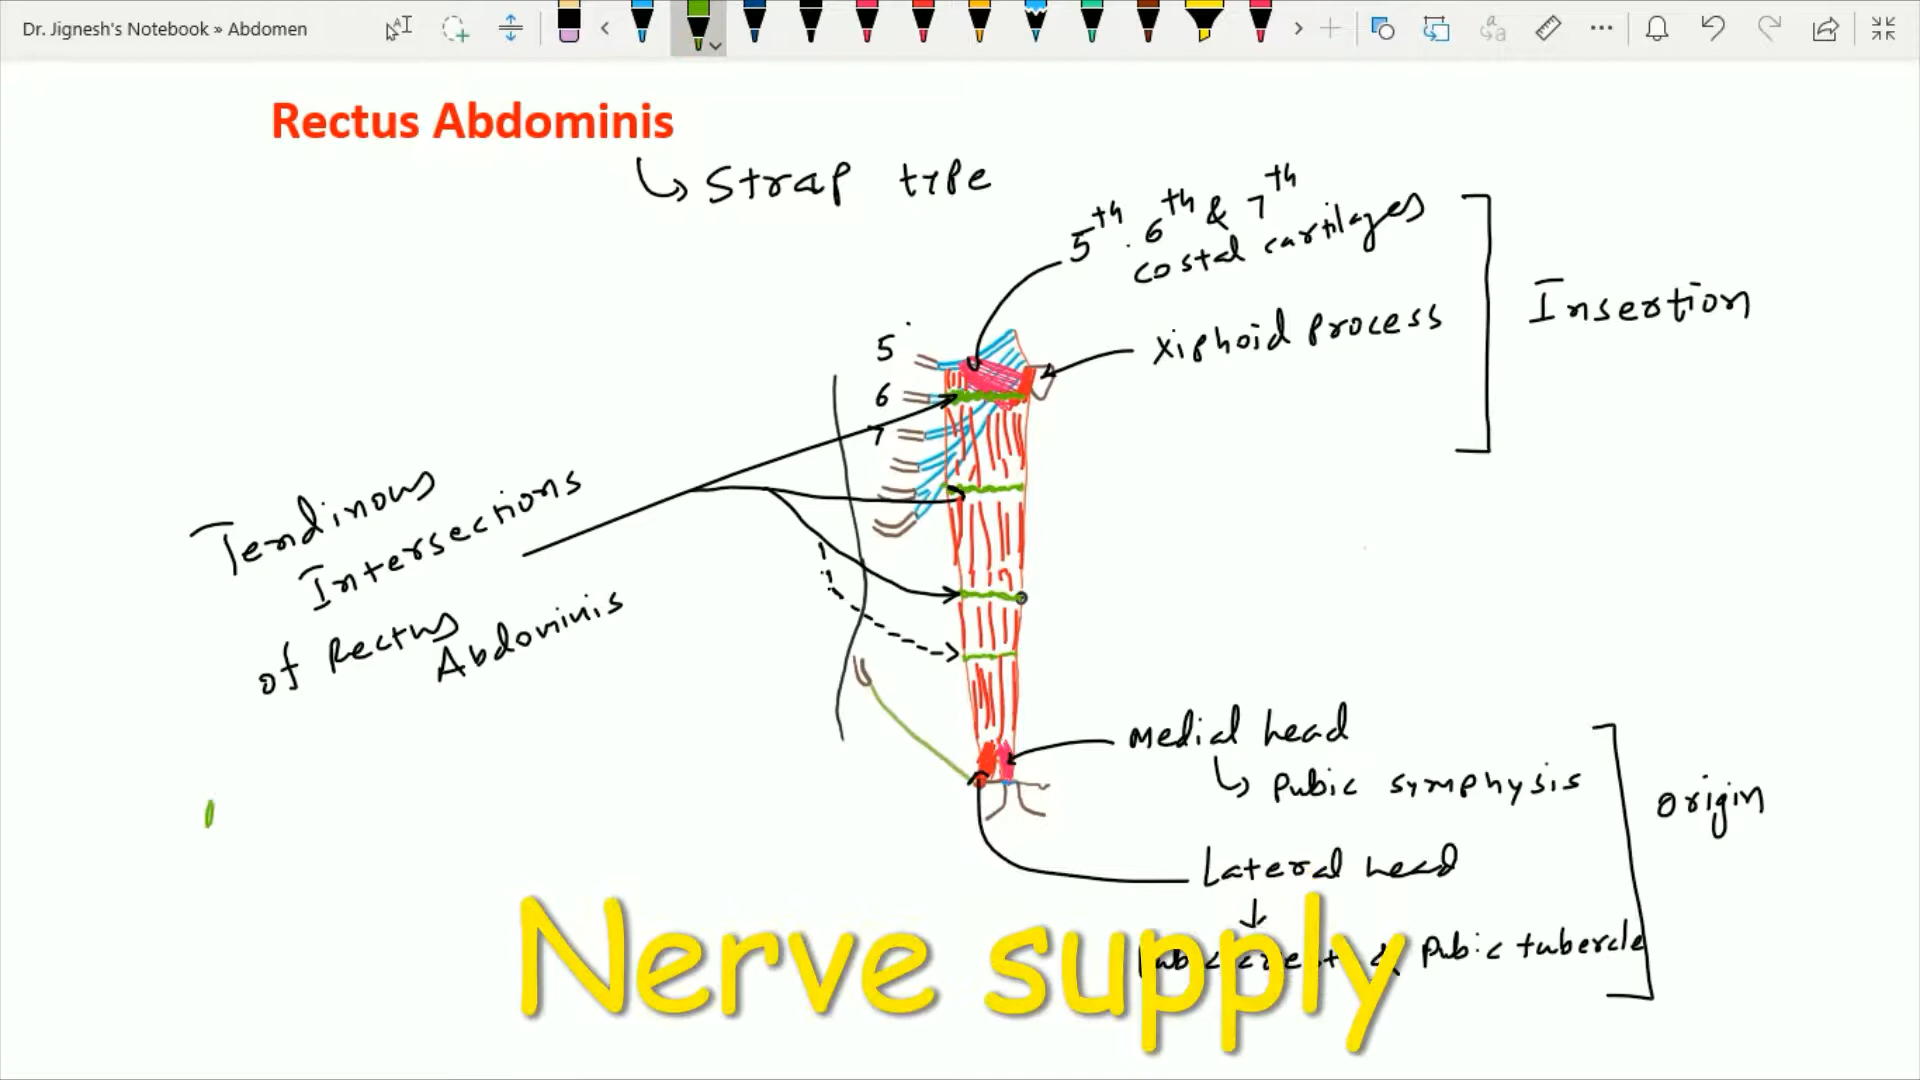 Dr. Jignesh's Notebook » Abdomen
Rectus Abdominis
Strap type
5th 6th & 7th
costal cartilages
Insertion
xiphoid process
5
6
7
Tendinous
Intersections
of Rectus
Abdominis
Medial head
Pubic symphysis
origin
Lateral head
& Pubic tubercle
Nerve supply